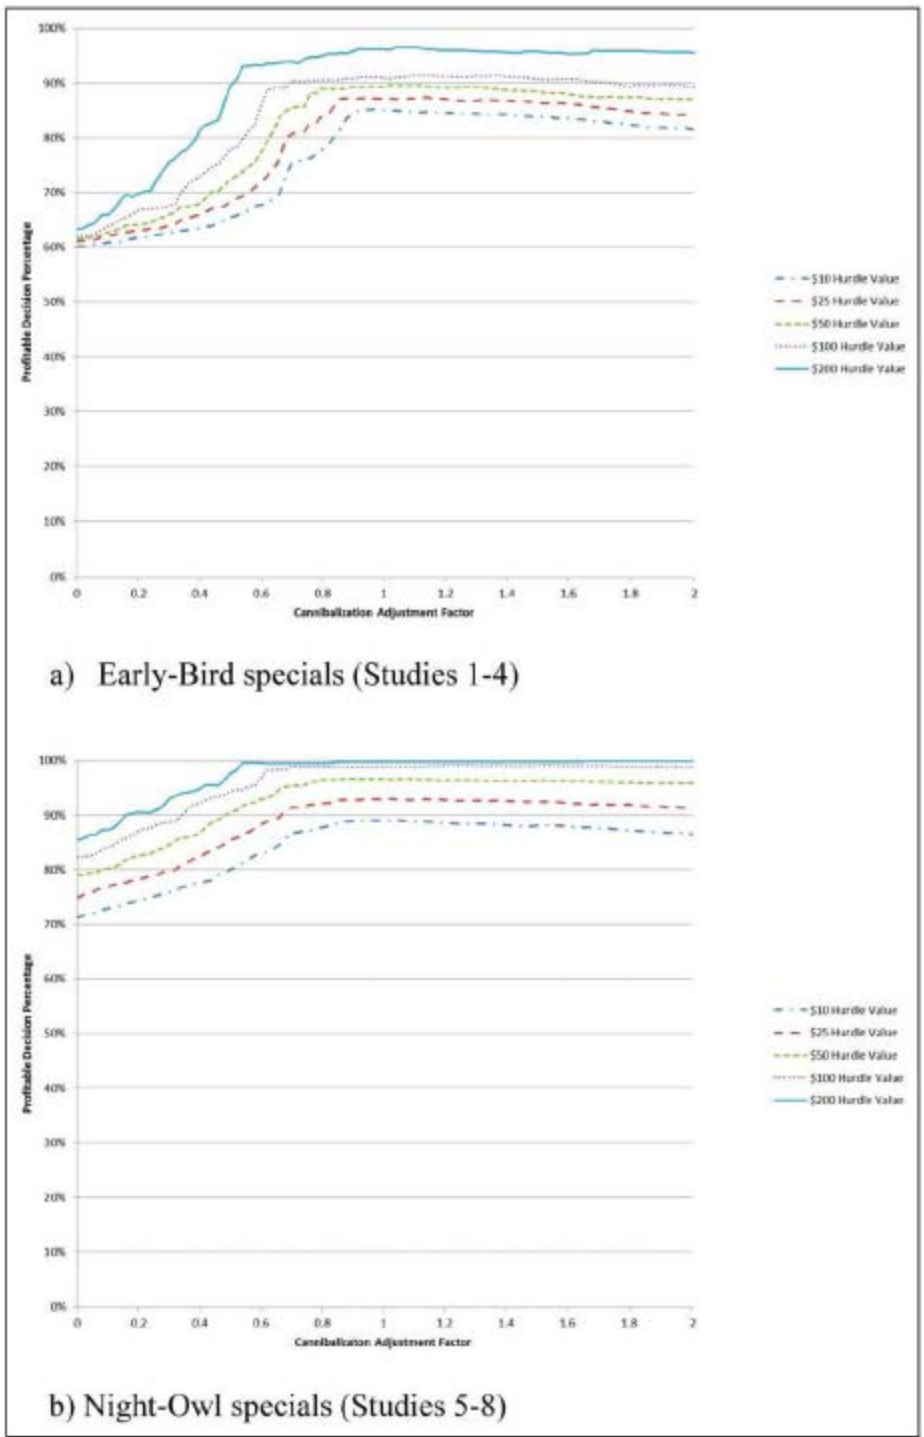 100%
90%
80%
70%
60%
50%
40%
30%
20%
10%
0%
Profitable Decision Percentage
0 0.2 0.4 0.6 0.8 1 1.2 1.4 1.6 1.8 2
Cannibalization Adjustment Factor
$10 Hurdle Value
$25 Hurdle Value
$50 Hurdle Value
$100 Hurdle Value
$200 Hurdle Value
a) Early-Bird specials (Studies 1-4)
100%
90%
80%
70%
60%
50%
40%
30%
20%
10%
0%
Profitable Decision Percentage
0 0.2 0.4 0.6 0.8 1 1.2 1.4 1.6 1.8 2
Cannibalizaton Adjustment Factor
$10 Hurdle Value
$25 Hurdle Value
$50 Hurdle Value
$100 Hurdle Value
$200 Hurdle Value
b) Night-Owl specials (Studies 5-8)